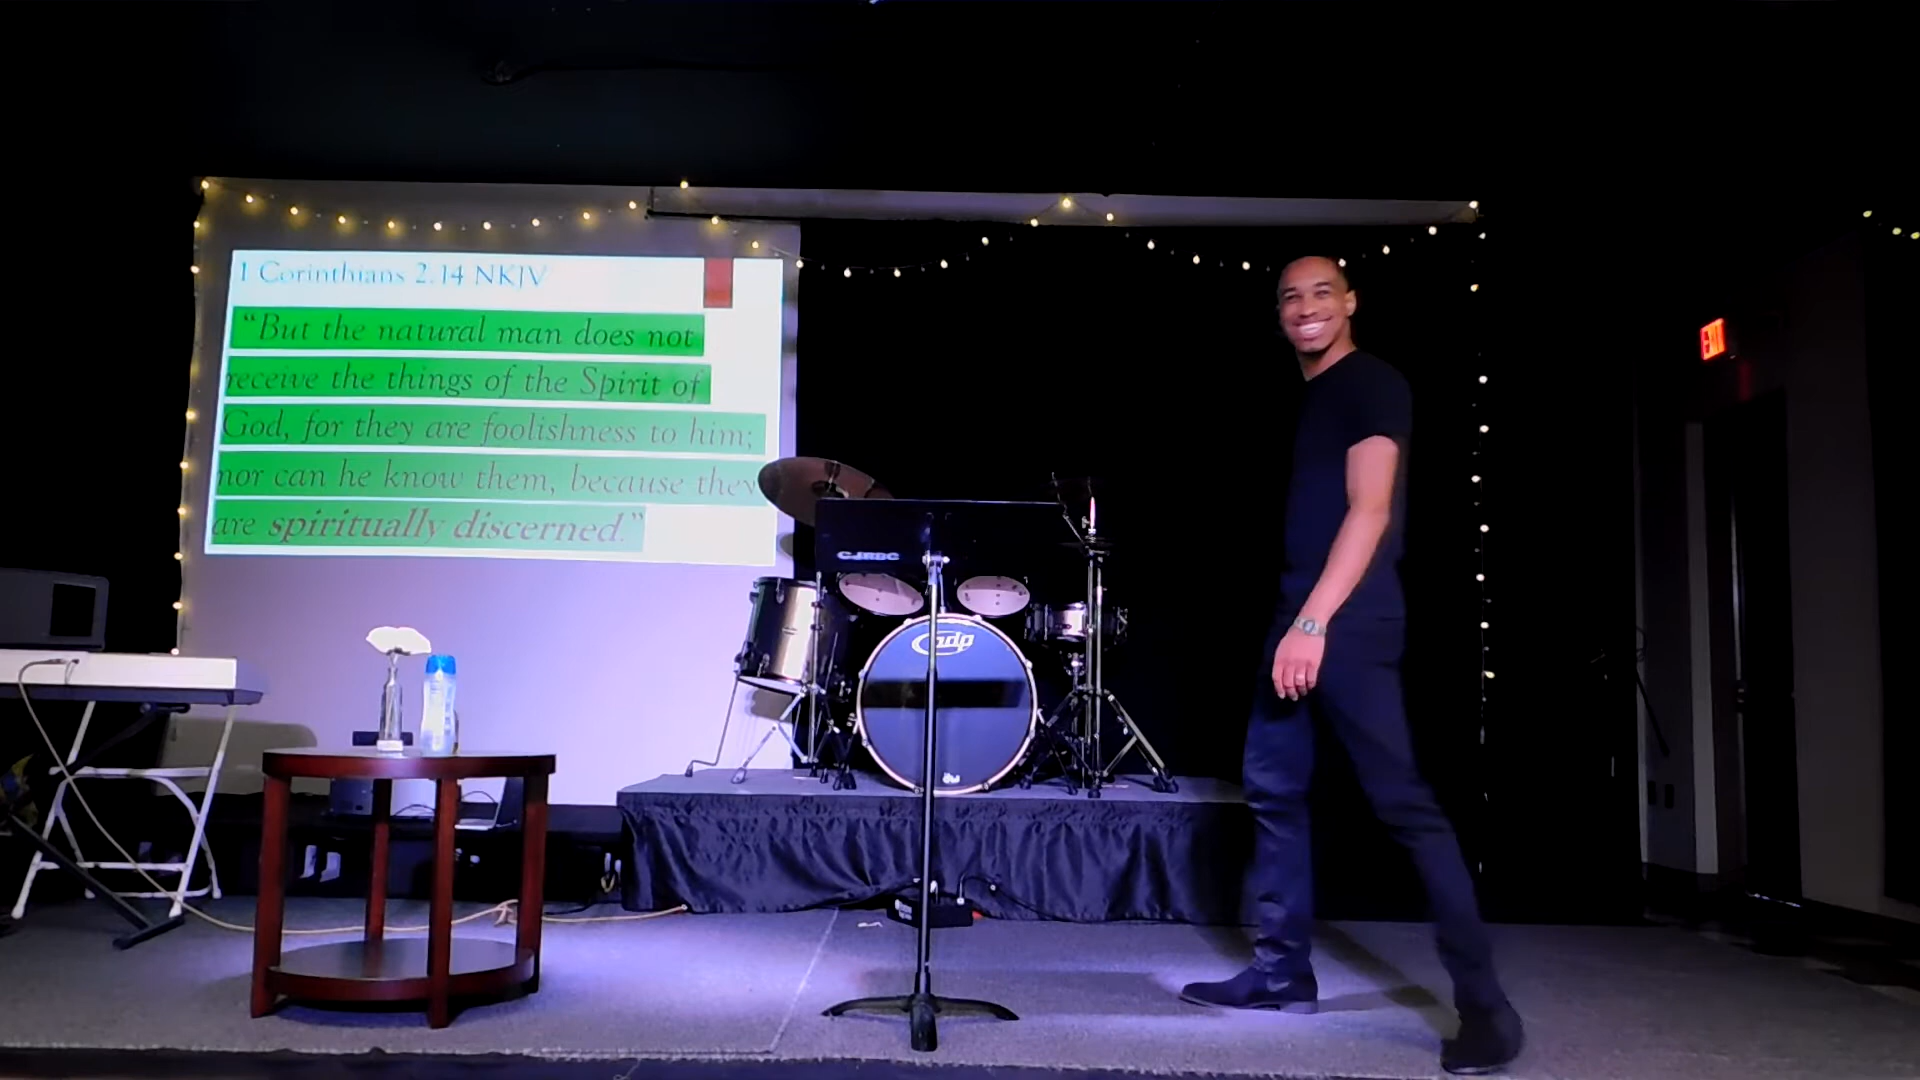 1 Corinthians 2.14 NKJV
“But the natural man does not
receive the things of the Spirit of
God, for they are foolishness to him;
nor can he know them, because they
are spiritually discerned.”
EXIT
pdp